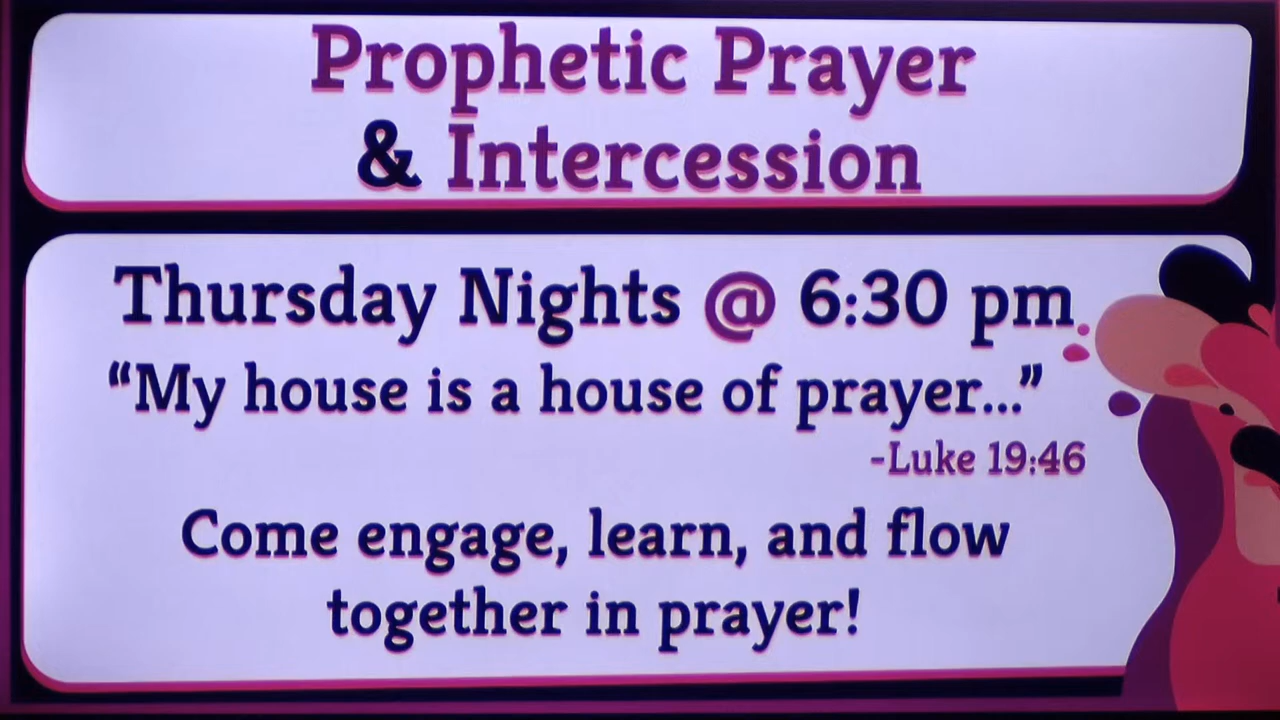 Prophetic Prayer
& Intercession
Thursday Nights @ 6:30 pm
“My house is a house of prayer...”
-Luke 19:46
Come engage, learn, and flow
together in prayer!